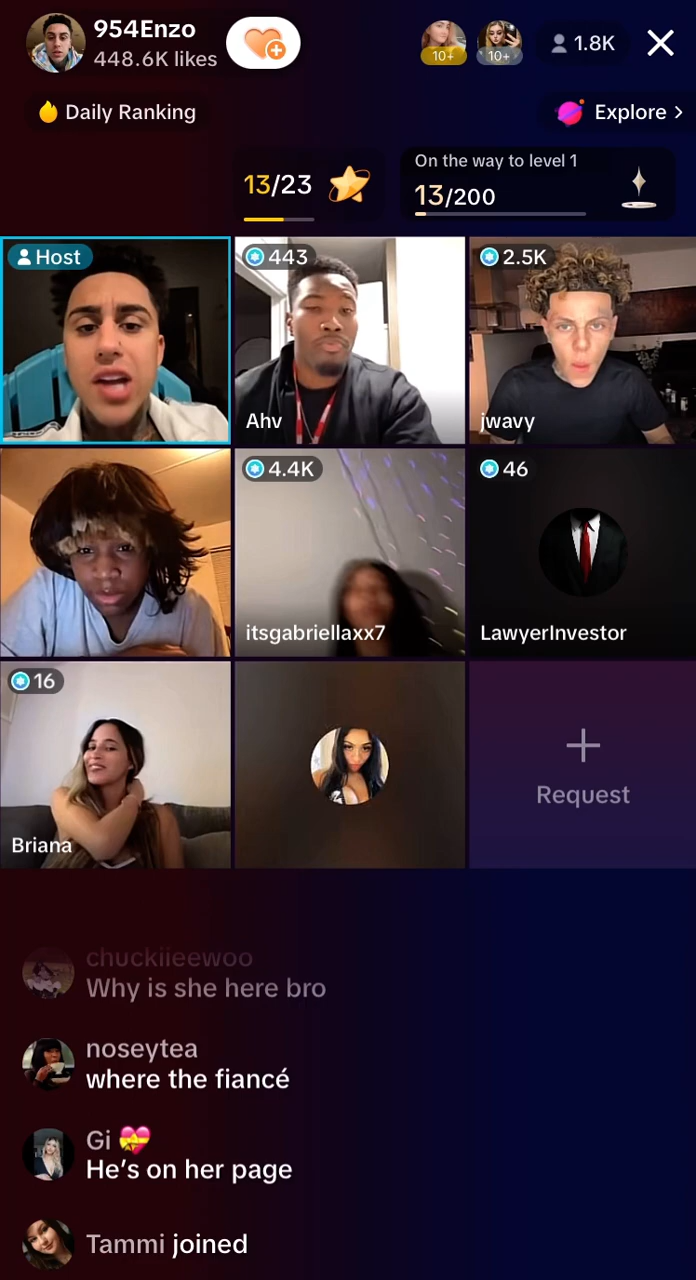 954Enzo
448.6K likes
10+
10+
1.8K
Daily Ranking
Explore >
13/23
On the way to level 1
13/200
Host
443
2.5K
Ahv
jwavy
4.4K
46
itsgabriellaxx7
LawyerInvestor
16
Briana
Request
chuckiieewoo
Why is she here bro
noseytea
where the fiancé
Gi 💝
He's on her page
Tammi joined